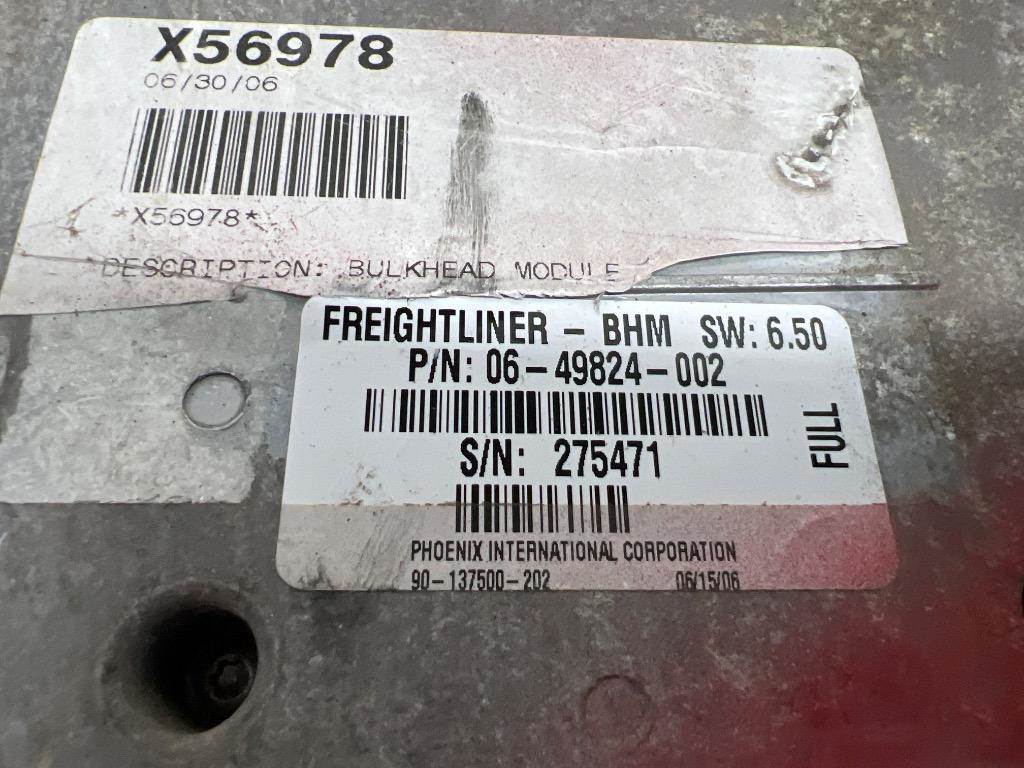 X56978
06/30/06
*X56978*
DESCRIPTION: BULKHEAD MODULE
FREIGHTLINER - BHM SW: 6.50
P/N: 06-49824-002
FULL
S/N: 275471
PHOENIX INTERNATIONAL CORPORATION
90-137500-202 06/15/06